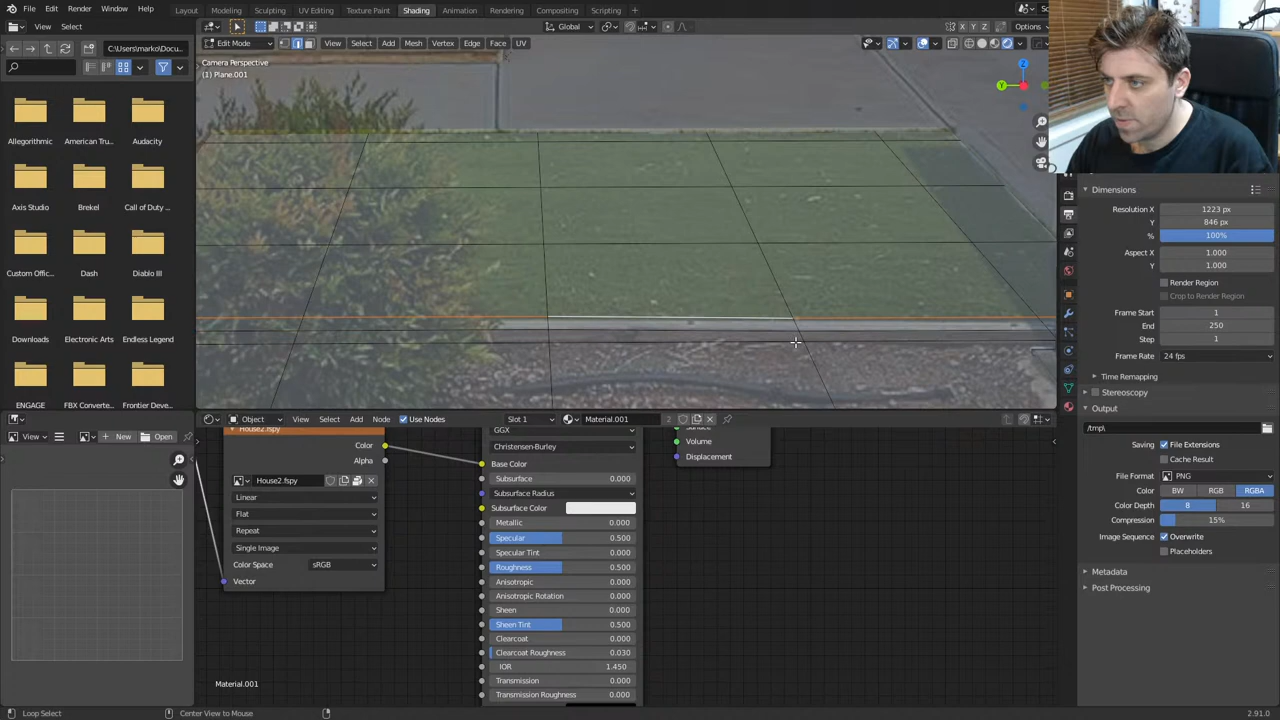 File Edit Render Window Help Layout Modeling Sculpting UV Editing Texture Paint Shading Animation Rendering Compositing Scripting
View Select Global Options
C:\Users\marko\Docu... Edit Mode View Select Add Mesh Vertex Edge Face UV
Camera Perspective
(1) Plane.001
Z
Y
Allegorithmic American Tru... Audacity
Axis Studio Brekel Call of Duty ...
Custom Offic... Dash Diablo III
Downloads Electronic Arts Endless Legend
ENGAGE FBX Converte... Frontier Deve...
Dimensions
Resolution X 1223 px
Y 846 px
% 100%
Aspect X 1.000
Y 1.000
Render Region
Crop to Render Region
Frame Start 1
End 250
Step 1
Frame Rate 24 fps
Time Remapping
Stereoscopy
Output
/tmp\
Saving File Extensions
Cache Result
File Format PNG
Color BW RGB RGBA
Color Depth 8 16
Compression 15%
Image Sequence Overwrite
Placeholders
Metadata
Post Processing
Object View Select Add Node Use Nodes Slot 1 Material.001 2
View New Open
House2.fspy
Color
Alpha
House2.fspy
Linear
Flat
Repeat
Single Image
Color Space sRGB
Vector
GGX
Christensen-Burley
Base Color
Subsurface 0.000
Subsurface Radius
Subsurface Color
Metallic 0.000
Specular 0.500
Specular Tint 0.000
Roughness 0.500
Anisotropic 0.000
Anisotropic Rotation 0.000
Sheen 0.000
Sheen Tint 0.500
Clearcoat 0.000
Clearcoat Roughness 0.030
IOR 1.450
Transmission 0.000
Transmission Roughness 0.000
Volume
Displacement
Material.001
Loop Select Center View to Mouse 2.91.0